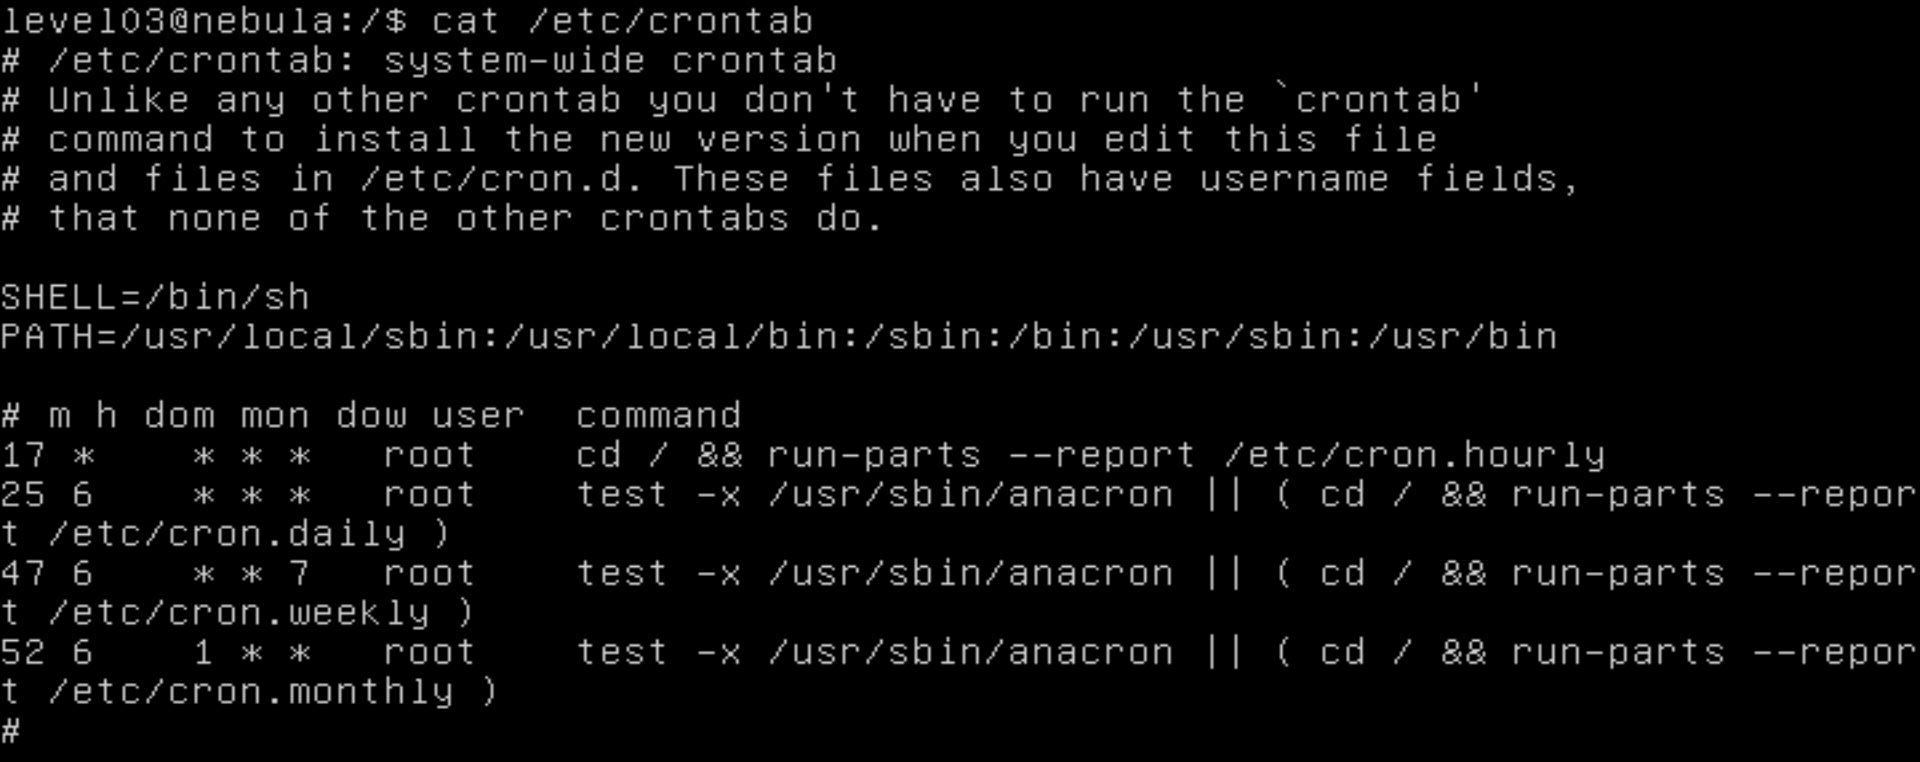 level03@nebula:/$ cat /etc/crontab
# /etc/crontab: system-wide crontab
# Unlike any other crontab you don't have to run the `crontab'
# command to install the new version when you edit this file
# and files in /etc/cron.d. These files also have username fields,
# that none of the other crontabs do.

SHELL=/bin/sh
PATH=/usr/local/sbin:/usr/local/bin:/sbin:/bin:/usr/sbin:/usr/bin

# m h dom mon dow user  command
17 *    * * *   root    cd / && run-parts --report /etc/cron.hourly
25 6    * * *   root    test -x /usr/sbin/anacron || ( cd / && run-parts --repor
t /etc/cron.daily )
47 6    * * 7   root    test -x /usr/sbin/anacron || ( cd / && run-parts --repor
t /etc/cron.weekly )
52 6    1 * *   root    test -x /usr/sbin/anacron || ( cd / && run-parts --repor
t /etc/cron.monthly )
#